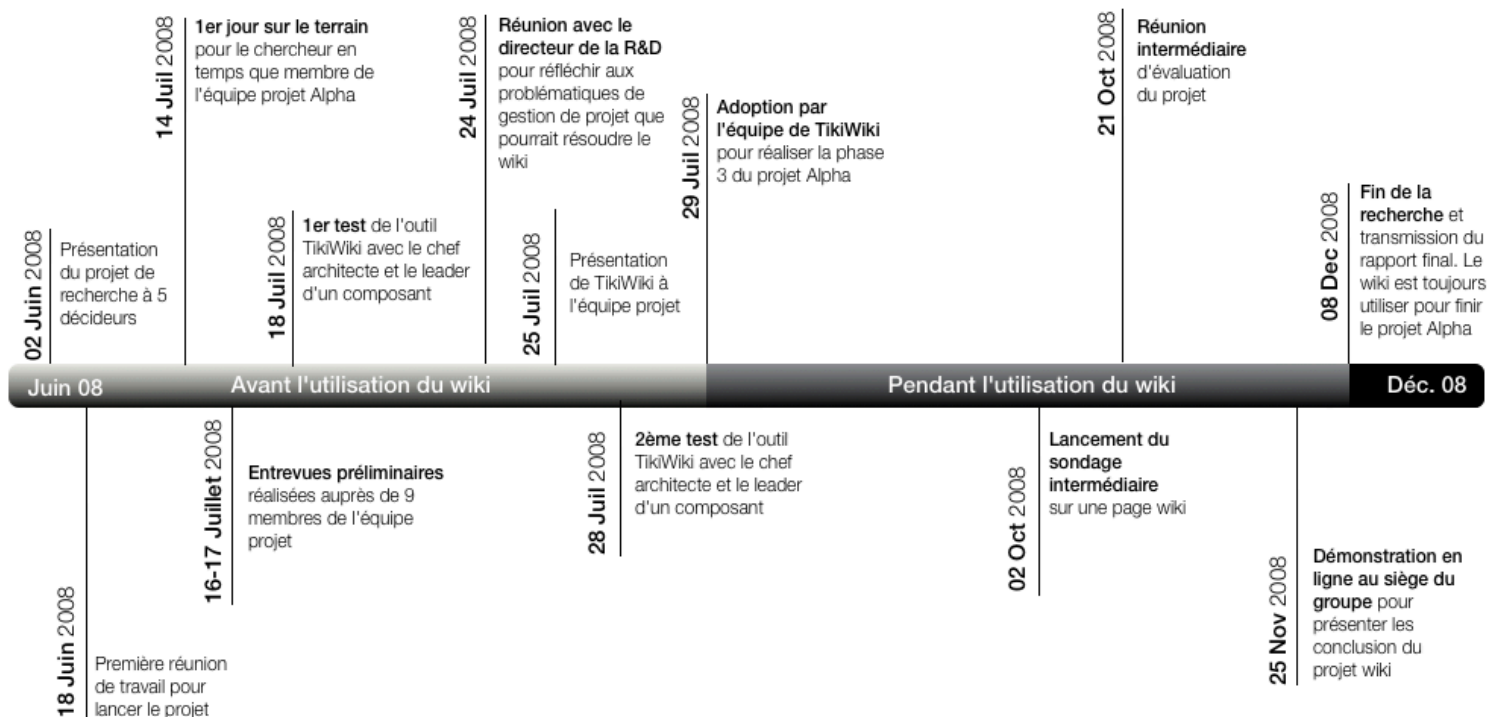 02 Juin 2008
Présentation
du projet de
recherche à 5
décideurs
14 Juil 2008
1er jour sur le terrain
pour le chercheur en
temps que membre de
l'équipe projet Alpha
18 Juil 2008
1er test de l'outil
TikiWiki avec le chef
architecte et le leader
d'un composant
24 Juil 2008
Réunion avec le
directeur de la R&D
pour réfléchir aux
problématiques de
gestion de projet que
pourrait résoudre le
wiki
25 Juil 2008
Présentation
de TikiWiki à
l'équipe projet
29 Juil 2008
Adoption par
l'équipe de TikiWiki
pour réaliser la phase
3 du projet Alpha
21 Oct 2008
Réunion
intermédiaire
d'évaluation
du projet
08 Dec 2008
Fin de la
recherche et
transmission du
rapport final. Le
wiki est toujours
utiliser pour finir
le projet Alpha
Juin 08 Avant l'utilisation du wiki Pendant l'utilisation du wiki Déc. 08
18 Juin 2008
Première réunion
de travail pour
lancer le projet
16-17 Juillet 2008
Entrevues préliminaires
réalisées auprès de 9
membres de l'équipe
projet
28 Juil 2008
2ème test de l'outil
TikiWiki avec le chef
architecte et le leader
d'un composant
02 Oct 2008
Lancement du
sondage
intermédiaire
sur une page wiki
25 Nov 2008
Démonstration en
ligne au siège du
groupe pour
présenter les
conclusion du
projet wiki